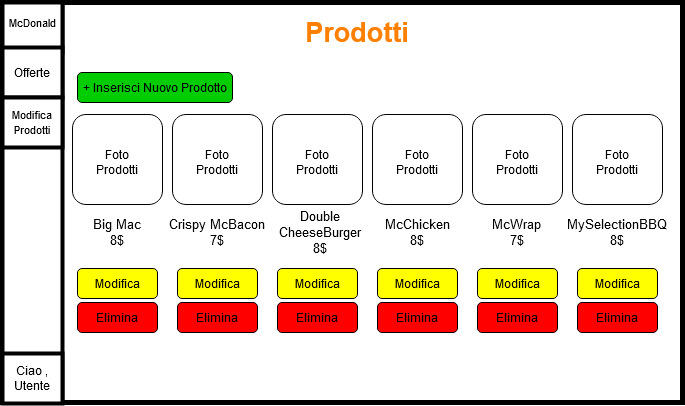 McDonald
Offerte
Modifica
Prodotti
Ciao ,
Utente
Prodotti
+ Inserisci Nuovo Prodotto
Foto
Prodotti
Foto
Prodotti
Foto
Prodotti
Foto
Prodotti
Foto
Prodotti
Foto
Prodotti
Big Mac
8$
Crispy McBacon
7$
Double
CheeseBurger
8$
McChicken
8$
McWrap
7$
MySelectionBBQ
8$
Modifica
Modifica
Modifica
Modifica
Modifica
Modifica
Elimina
Elimina
Elimina
Elimina
Elimina
Elimina